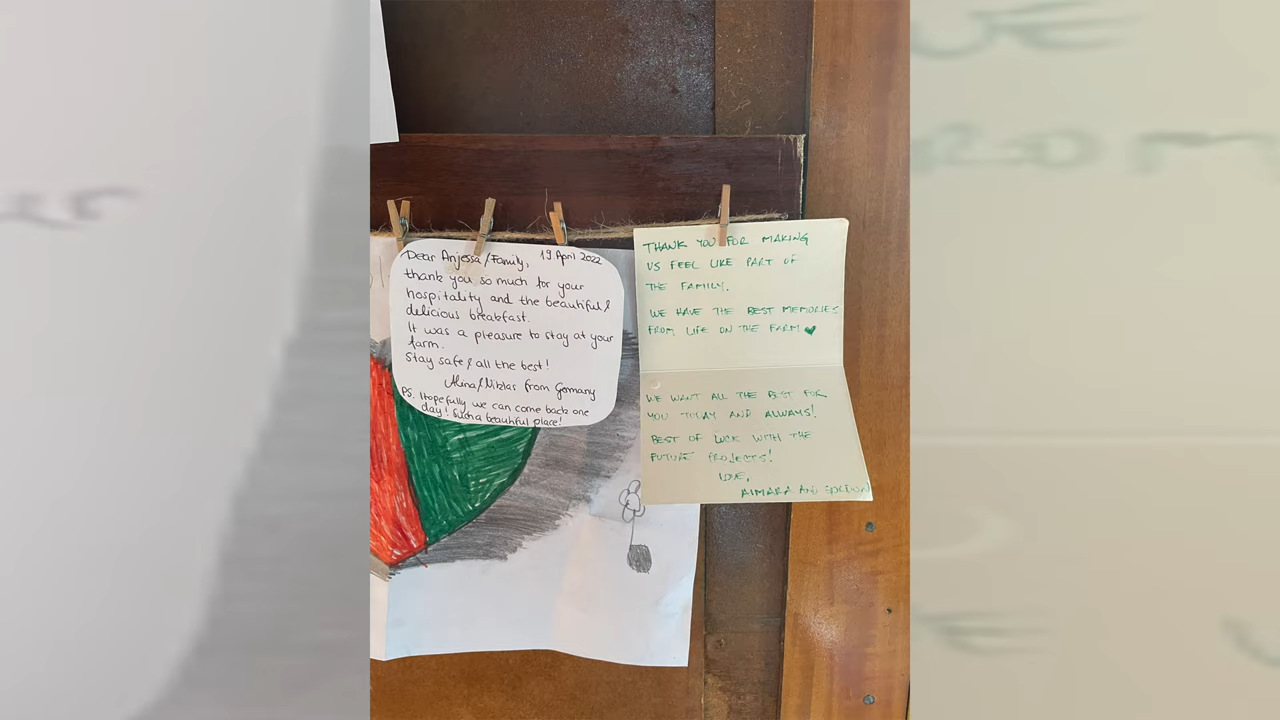 Dear Anjessa/Family, 19 April 2022
thank you so much for your
hospitality and the beautiful &
delicious breakfast.
It was a pleasure to stay at your
farm.
Stay safe & all the best!
Alina & Niklas from Germany
PS. Hopefully we can come back one
day! Such a beautiful place!
THANK YOU FOR MAKING
US FEEL LIKE PART OF
THE FAMILY.
WE HAVE THE BEST MEMORIES
FROM LIFE ON THE FARM ♥
WE WANT ALL THE BEST FOR
YOU TODAY AND ALWAYS!
BEST OF LUCK WITH THE
FUTURE PROJECTS!
LOVE,
AIMARA AND